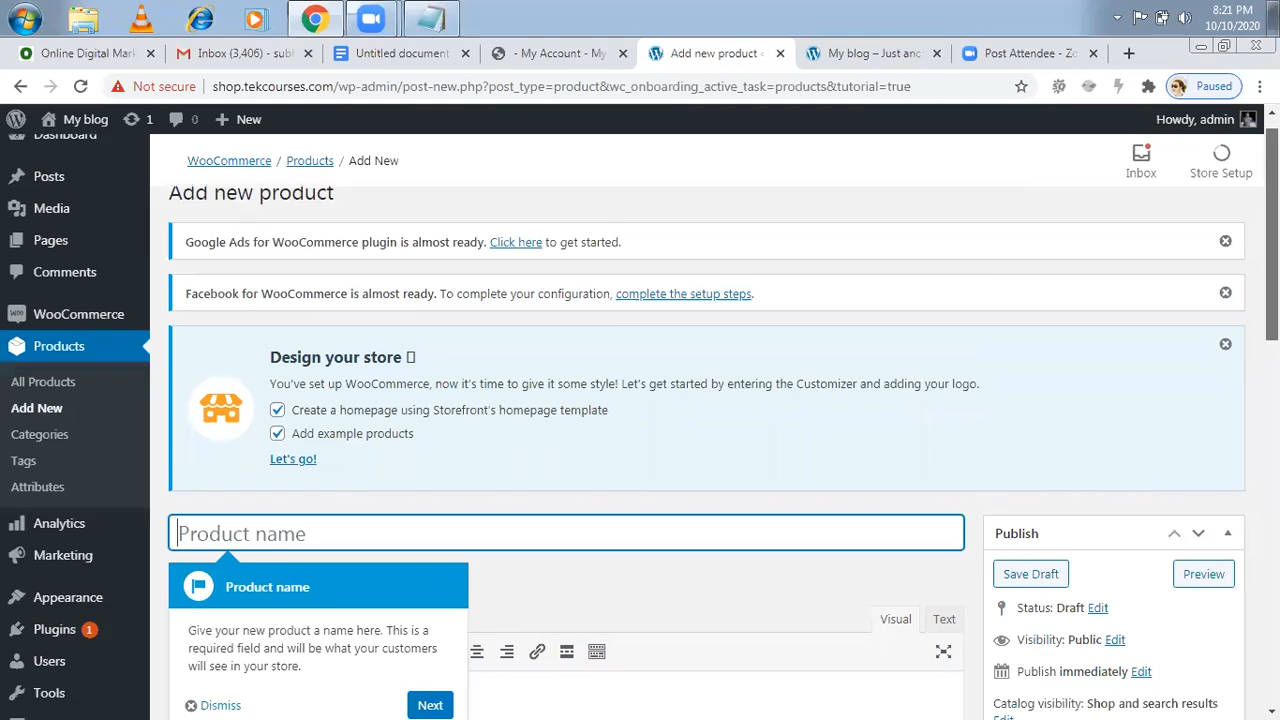 8:21 PM
10/10/2020
Online Digital Mark
Inbox (3,406) - subh
Untitled document
- My Account - My
Add new product <
My blog – Just anot
Post Attendee - Zo
Not secure
shop.tekcourses.com/wp-admin/post-new.php?post_type=product&wc_onboarding_active_task=products&tutorial=true
Paused
My blog
1
0
New
Howdy, admin
Dashboard
Posts
Media
Pages
Comments
WooCommerce
Products
All Products
Add New
Categories
Tags
Attributes
Analytics
Marketing
Appearance
Plugins 1
Users
Tools
WooCommerce / Products / Add New
Inbox
Store Setup
Add new product
Google Ads for WooCommerce plugin is almost ready. Click here to get started.
Facebook for WooCommerce is almost ready. To complete your configuration, complete the setup steps.
Design your store
You've set up WooCommerce, now it's time to give it some style! Let's get started by entering the Customizer and adding your logo.
Create a homepage using Storefront's homepage template
Add example products
Let's go!
Product name
Product name
Give your new product a name here. This is a
required field and will be what your customers
will see in your store.
Dismiss
Next
Visual
Text
Publish
Save Draft
Preview
Status: Draft Edit
Visibility: Public Edit
Publish immediately Edit
Catalog visibility: Shop and search results
Edit